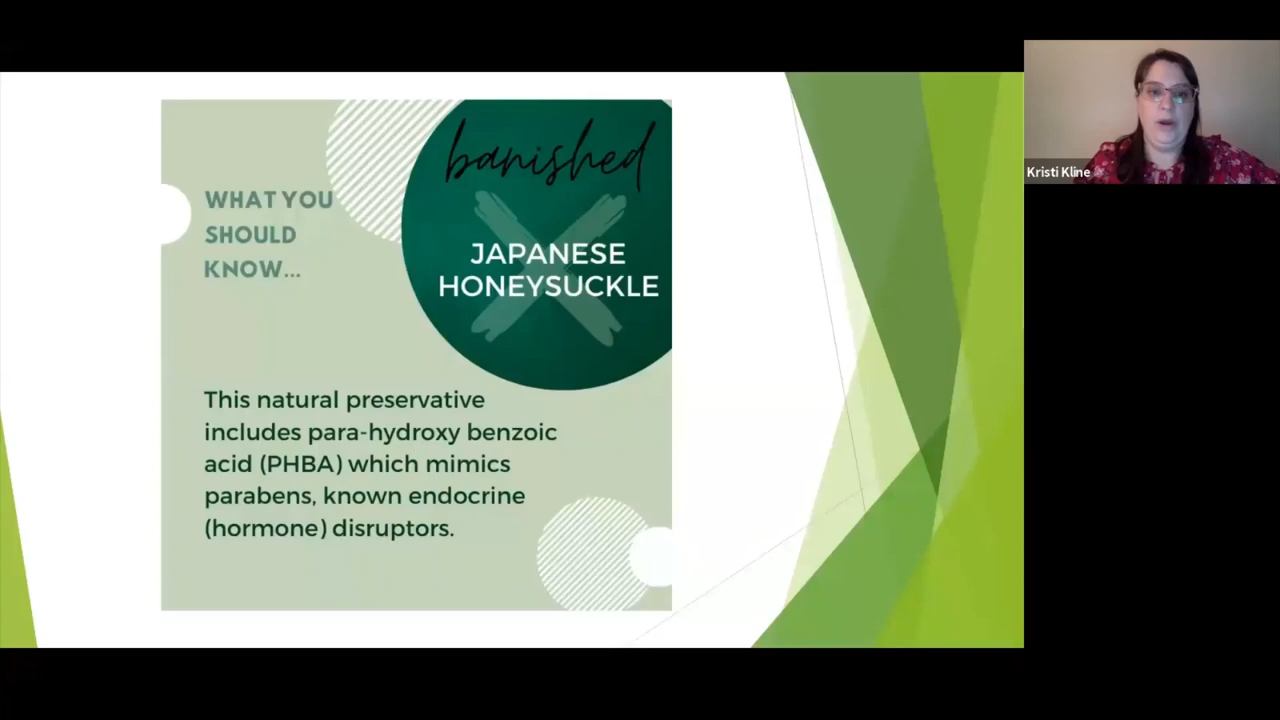 banished
WHAT YOU
SHOULD
KNOW...
JAPANESE
HONEYSUCKLE
This natural preservative
includes para-hydroxy benzoic
acid (PHBA) which mimics
parabens, known endocrine
(hormone) disruptors.
Kristi Kline